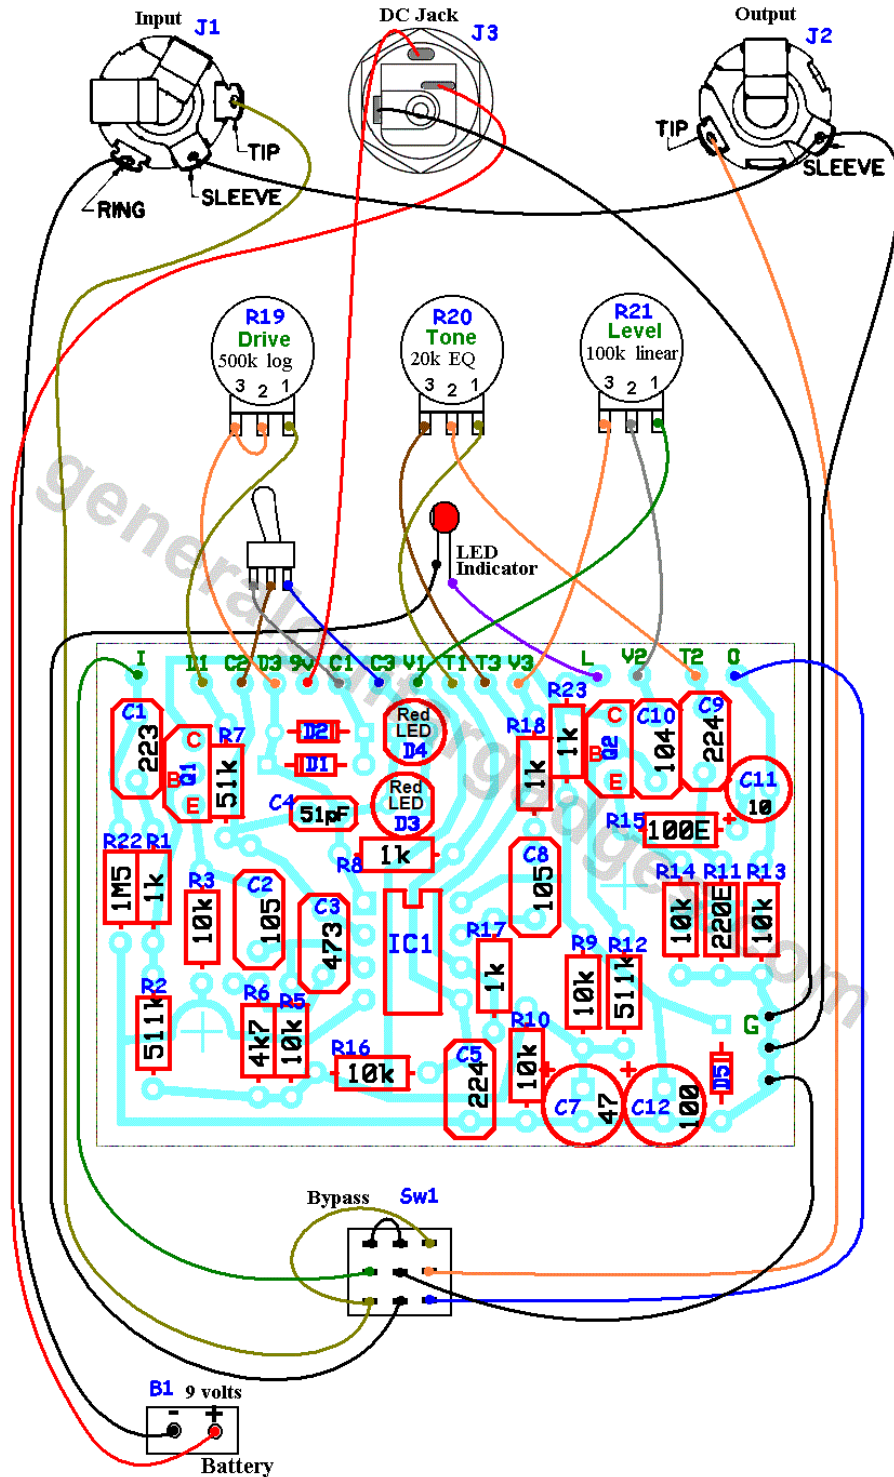 Input
J1
DC Jack
J3
Output
J2
TIP
RING
SLEEVE
TIP
SLEEVE
R19
Drive
500k log
3 2 1
R20
Tone
20k EQ
3 2 1
R21
Level
100k linear
3 2 1
LED
Indicator
generalguitargadgets.com
I D1 C2 D3 9V C1 C3 V1 T1 T3 V3 L V2 T2 O
C1
223
C
B
E
Q1
R7
51k
D2
D1
Red
LED
D4
C4
51pF
Red
LED
D3
R18
1k
R23
1k
C
B
E
Q2
C10
104
C9
224
C11
10
+
R15
100E
R22
1M5
R1
1k
R3
10k
C2
105
C3
473
R8
1k
IC1
C8
105
R17
1k
R14
10k
R11
220E
R13
10k
R2
511k
R6
4k7
R5
10k
R16
10k
C5
224
R10
10k
R9
10k
R12
511k
+
C7
47
+
C12
100
D5
G
Bypass
Sw1
B1
9 volts
- +
Battery